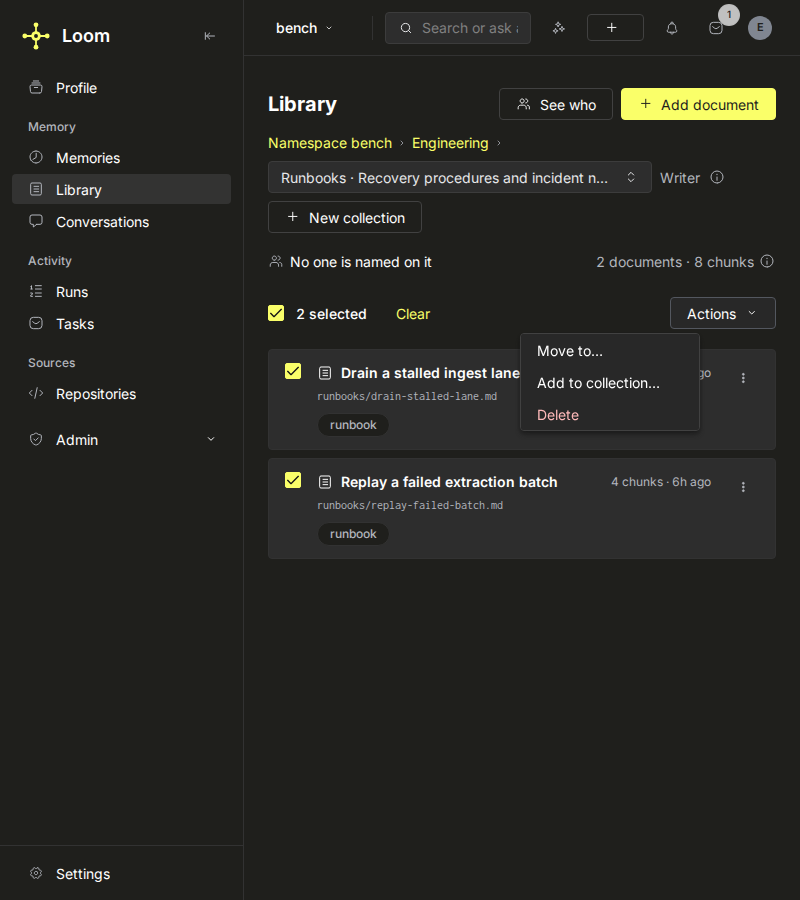 Loom
Profile
Memory
Memories
Library
Conversations
Activity
Runs
Tasks
Sources
Repositories
Admin
Settings
bench
Search or ask
1
E
Library
See who
Add document
Namespace bench › Engineering ›
Runbooks · Recovery procedures and incident n...
Writer
New collection
No one is named on it
2 documents · 8 chunks
2 selected
Clear
Actions
Move to...
Add to collection...
Delete
Drain a stalled ingest lane
ago
runbooks/drain-stalled-lane.md
runbook
Replay a failed extraction batch
4 chunks · 6h ago
runbooks/replay-failed-batch.md
runbook